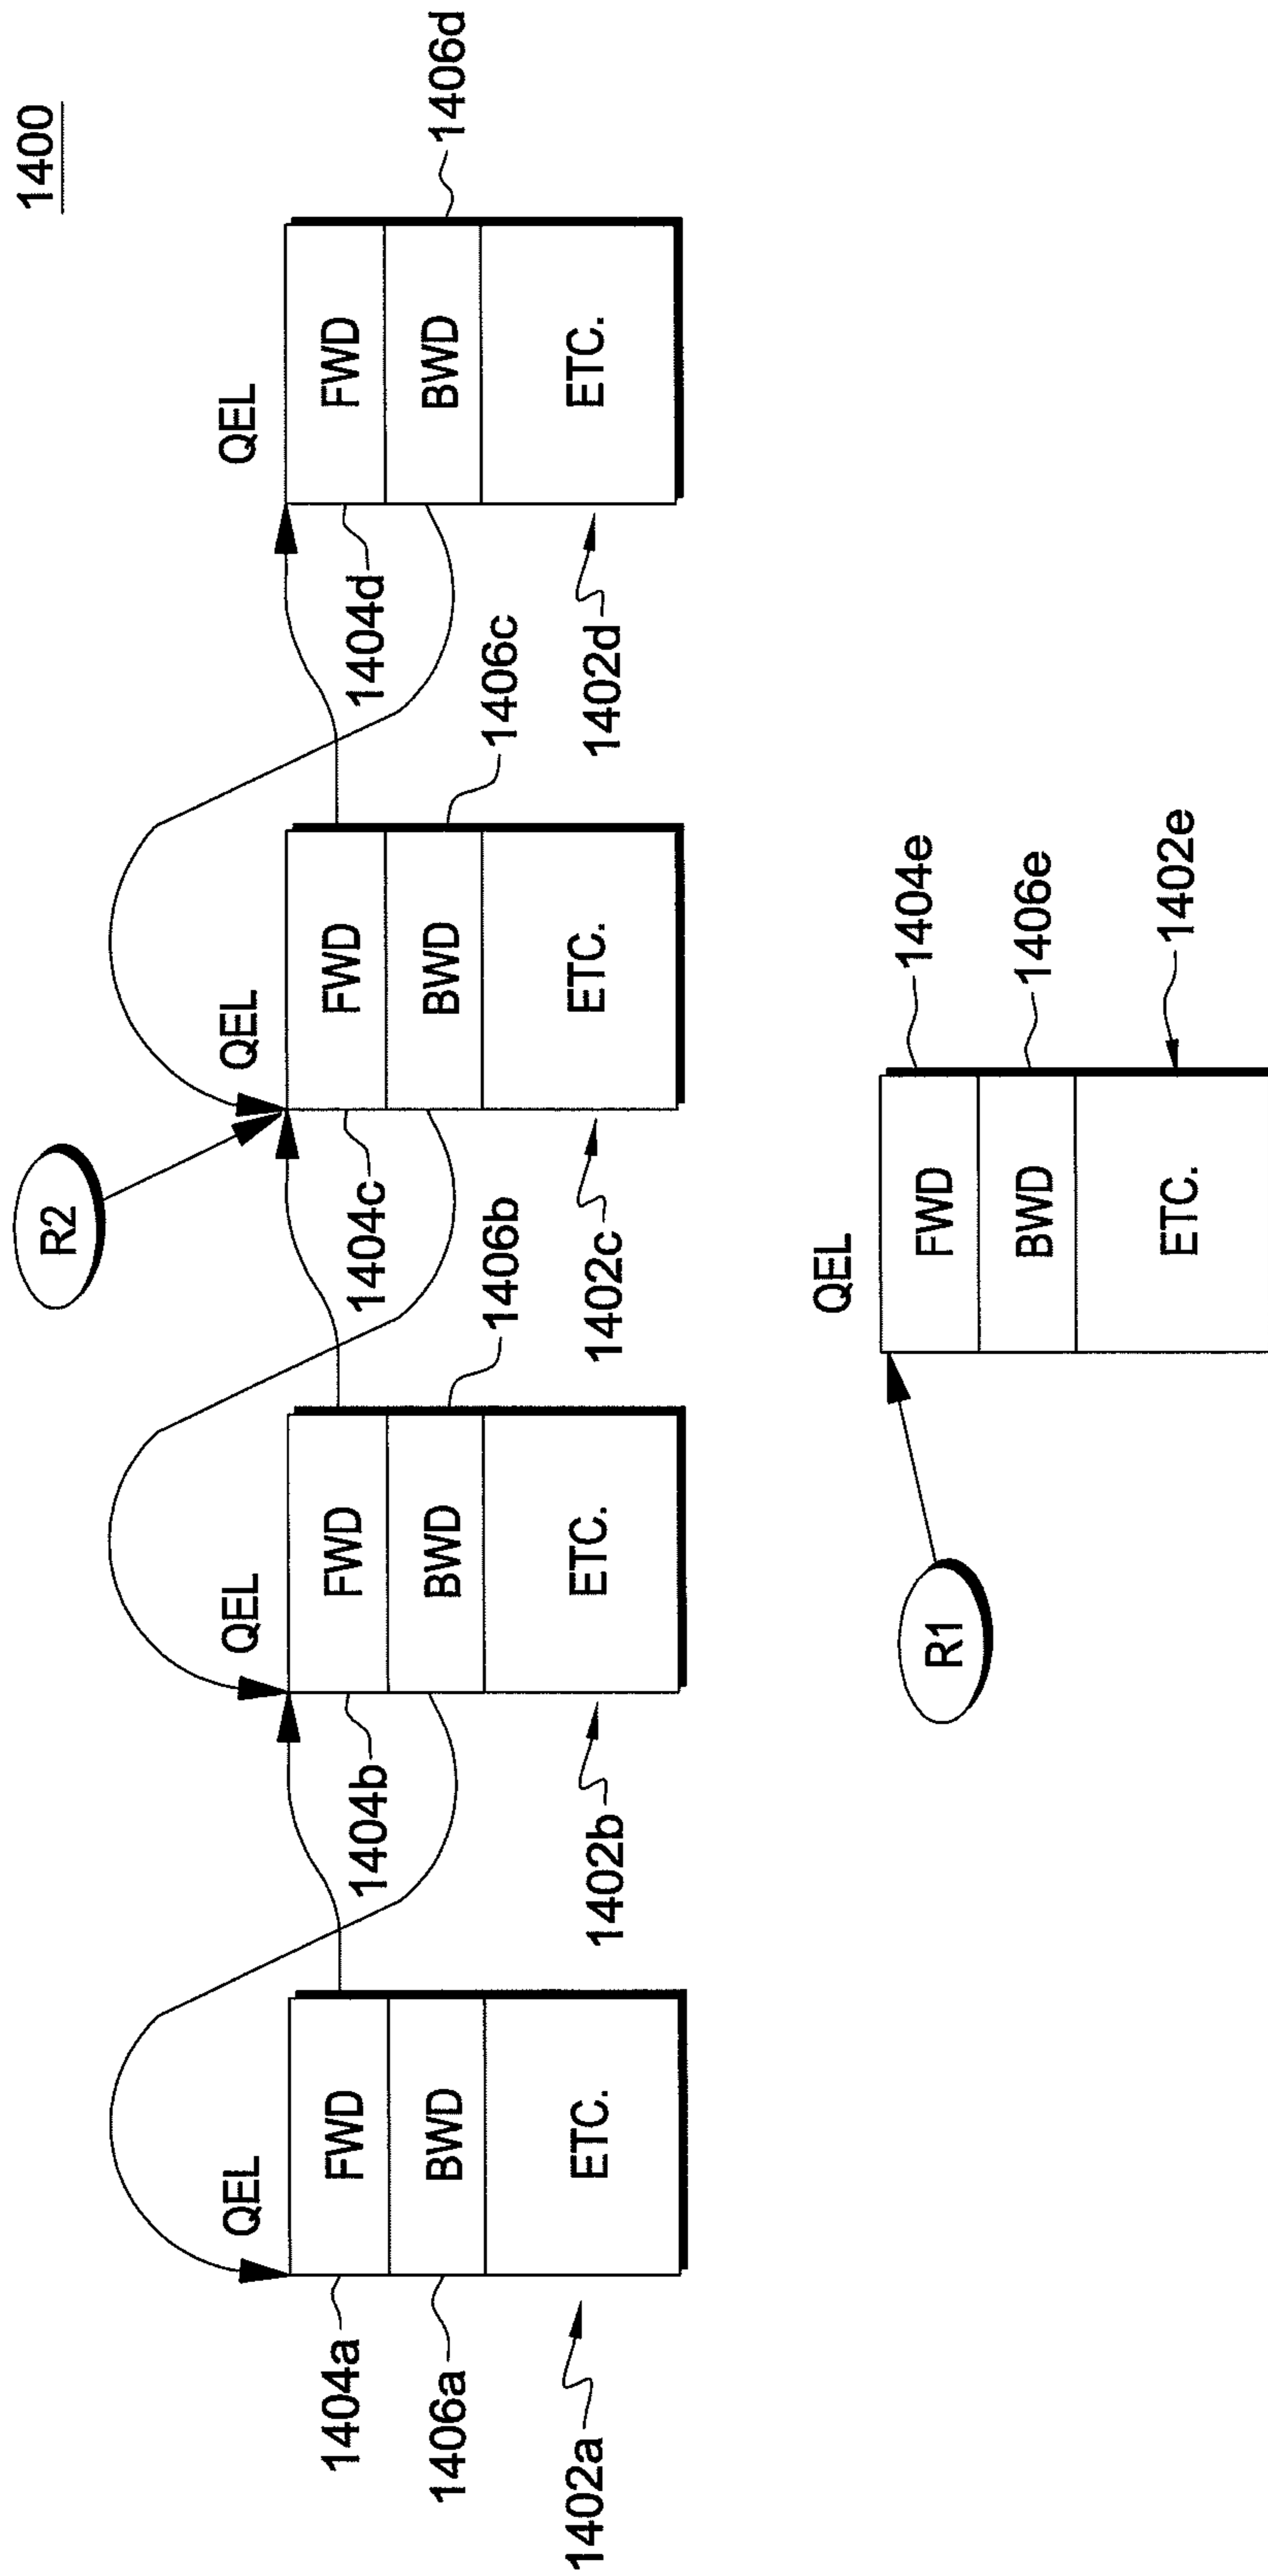 1400
R2
QEL
QEL
QEL
QEL
1404a
FWD
1404b
FWD
1404c
FWD
1404d
FWD
1406a
BWD
BWD
1406b
BWD
1406c
BWD
1406d
1402a
ETC.
1402b
ETC.
1402c
ETC.
1402d
ETC.
QEL
R1
FWD
1404e
BWD
1406e
ETC.
1402e